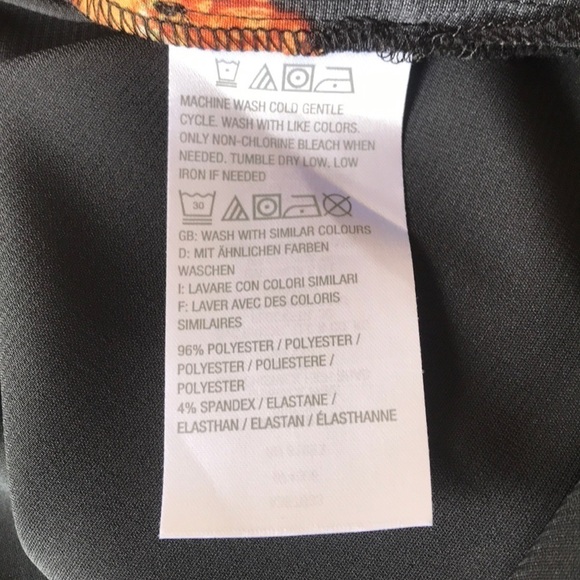 MACHINE WASH COLD GENTLE
CYCLE. WASH WITH LIKE COLORS.
ONLY NON-CHLORINE BLEACH WHEN
NEEDED. TUMBLE DRY LOW, LOW
IRON IF NEEDED
30
GB: WASH WITH SIMILAR COLOURS
D: MIT ÄHNLICHEN FARBEN
WASCHEN
I: LAVARE CON COLORI SIMILARI
F: LAVER AVEC DES COLORIS
SIMILAIRES
96% POLYESTER / POLYESTER /
POLYESTER / POLIESTERE /
POLYESTER
4% SPANDEX / ELASTANE /
ELASTHAN / ELASTAN / ÉLASTHANNE